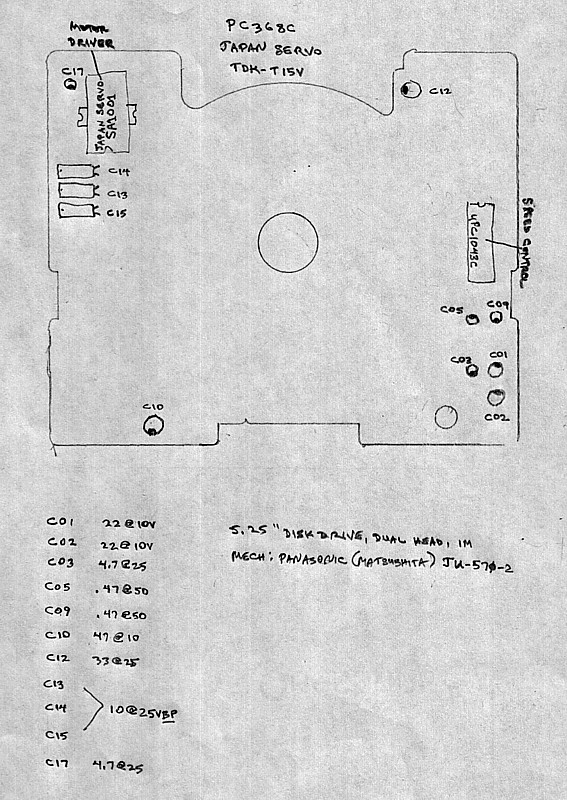 PC368C
JAPAN SERVO
TDK-T15V
MOTOR
DRIVER
C17
JAPAN SERVO
SA1001
C12
C14
C13
C15
SPEED CONTROL
uPC1043C
C05
C09
C03
C01
C02
C10
C01 22@10V
C02 22@10V
C03 4.7@25
C05 .47@50
C09 .47@50
C10 47@10
C12 33@25
C13
C14 10@25VBP
C15
C17 4.7@25
5.25" DISK DRIVE, DUAL HEAD, 1M
MECH: PANASONIC (MATSUSHITA) JU-570-2